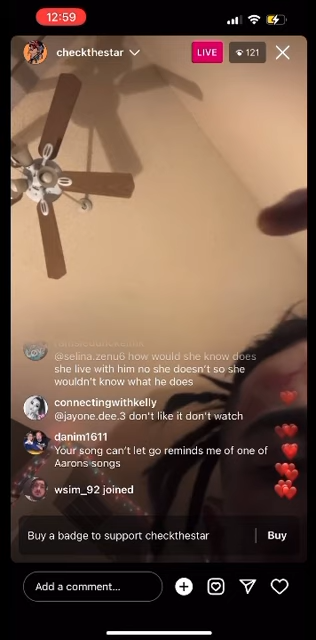 12:59
checkthestar
LIVE
121
@selina.zenu6 how would she know does
she live with him no she doesn't so she
wouldn't know what he does
connectingwithkelly
@jayone.dee.3 don't like it don't watch
danim1611
Your song can't let go reminds me of one of
Aarons songs
wsim_92 joined
Buy a badge to support checkthestar
Buy
Add a comment...